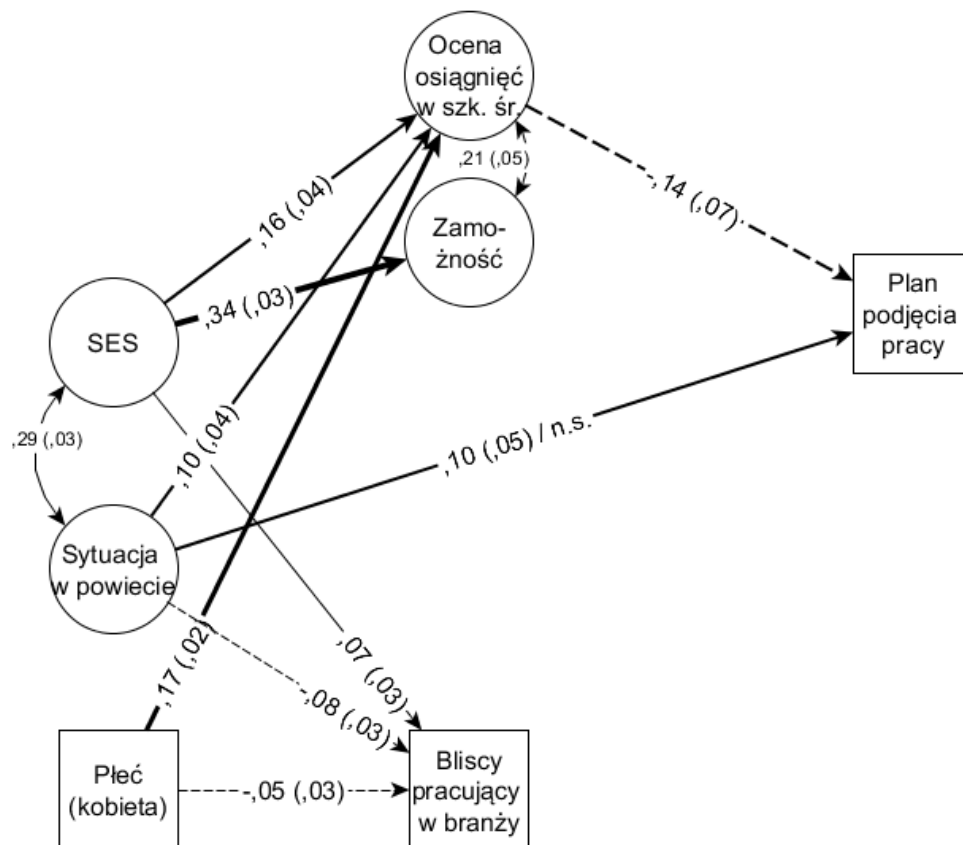 Ocena
osiągnięć
w szk. śr.
,21 (,05)
-,14 (,07)
,16 (,04)
Zamo-
żność
,34 (,03)
Plan
podjęcia
pracy
SES
,29 (,03)
,10 (,04)
,10 (,05) / n.s.
Sytuacja
w powiecie
,17 (,02)
,07 (,03)
-,08 (,03)
Płeć
(kobieta)
-,05 (,03)
Bliscy
pracujący
w branży